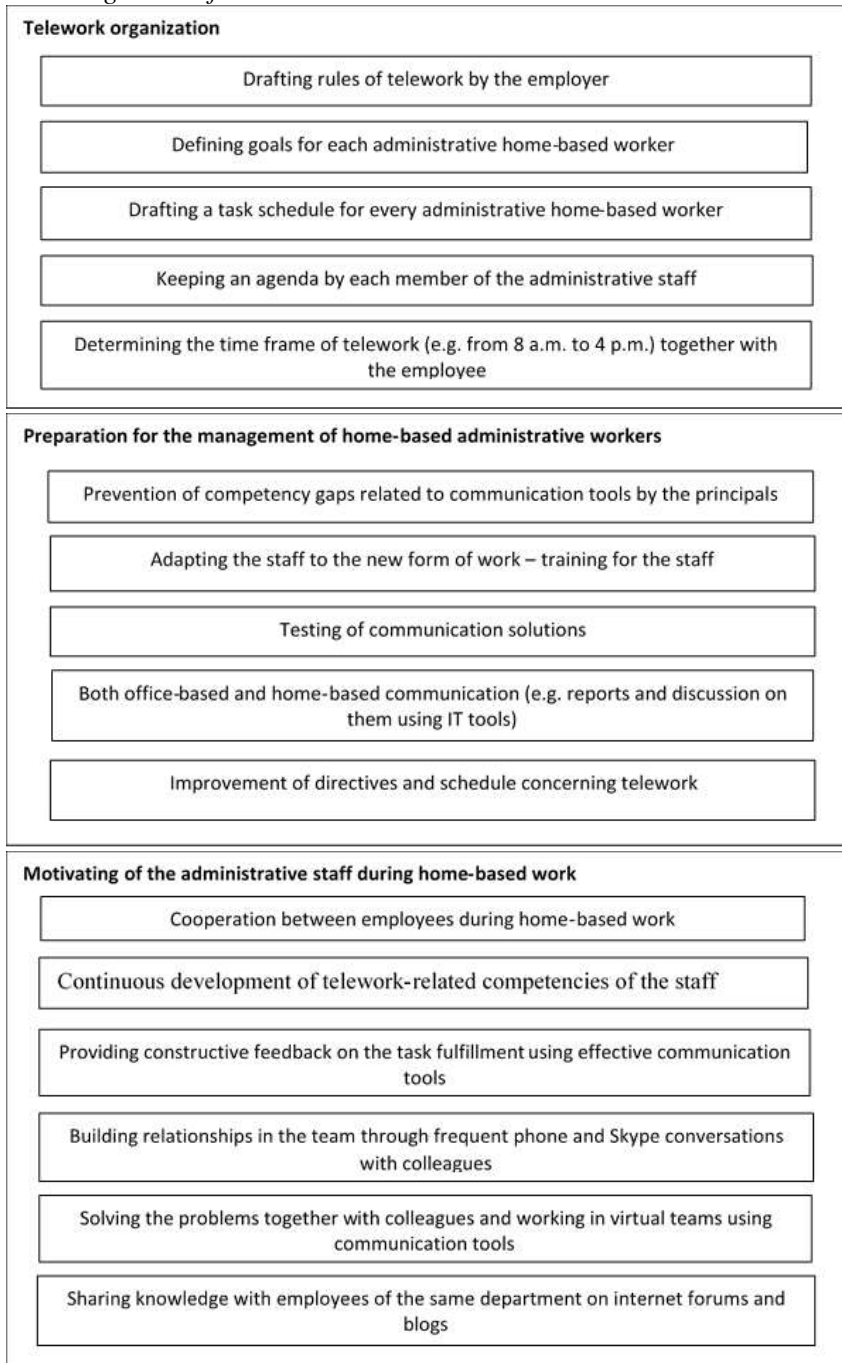 Telework organization
Drafting rules of telework by the employer
Defining goals for each administrative home-based worker
Drafting a task schedule for every administrative home-based worker
Keeping an agenda by each member of the administrative staff
Determining the time frame of telework (e.g. from 8 a.m. to 4 p.m.) together with
the employee
Preparation for the management of home-based administrative workers
Prevention of competency gaps related to communication tools by the principals
Adapting the staff to the new form of work – training for the staff
Testing of communication solutions
Both office-based and home-based communication (e.g. reports and discussion on
them using IT tools)
Improvement of directives and schedule concerning telework
Motivating of the administrative staff during home-based work
Cooperation between employees during home-based work
Continuous development of telework-related competencies of the staff
Providing constructive feedback on the task fulfillment using effective communication
tools
Building relationships in the team through frequent phone and Skype conversations
with colleagues
Solving the problems together with colleagues and working in virtual teams using
communication tools
Sharing knowledge with employees of the same department on internet forums and
blogs